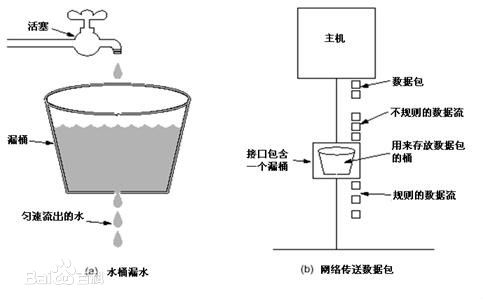 活塞
漏桶
匀速流出的水
Bai百科
(a) 水桶漏水
主机
数据包
不规则的数据流
接口包含
一个漏桶
用来存放数据包
的桶
规则的数据流
(b) 网络传送数据包